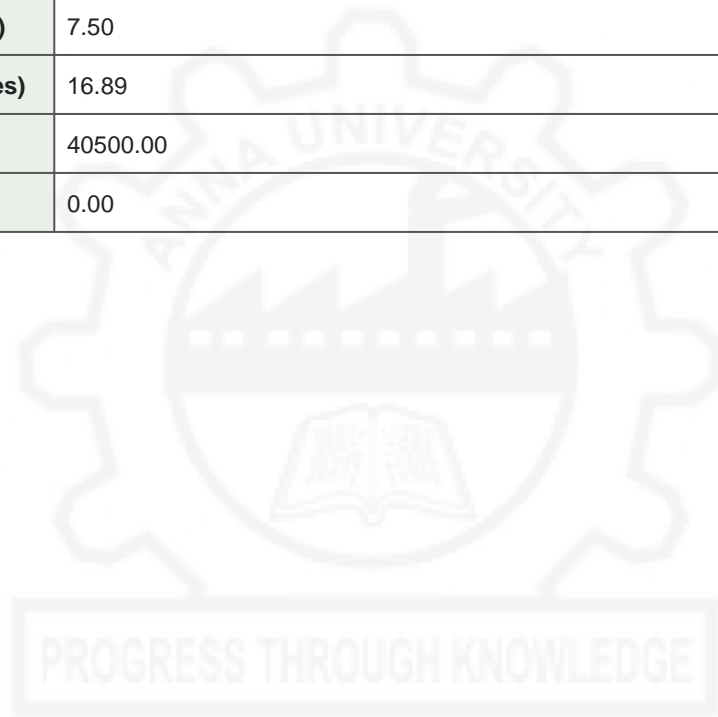 ) 7.50
es) 16.89
40500.00
0.00
ANNA UNIVERSITY
PROGRESS THROUGH KNOWLEDGE